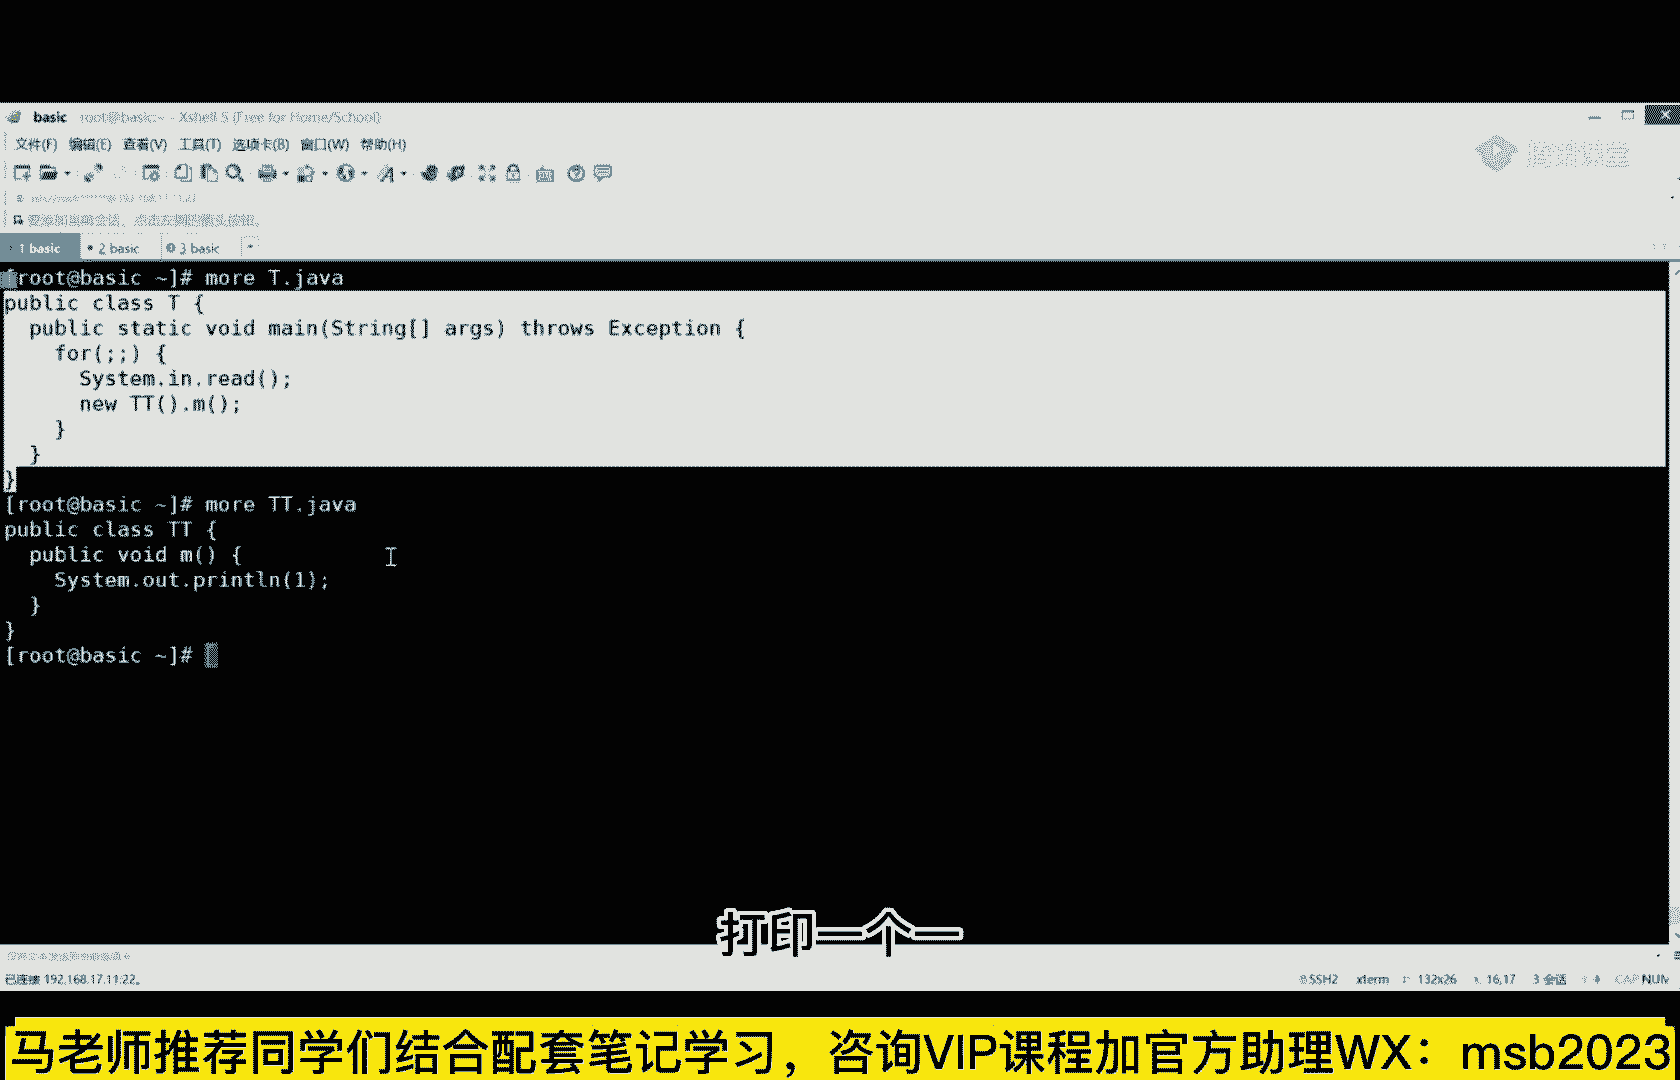 basic root@basic:~ - Xshell 5 (Free for Home/School)
文件(F) 编辑(E) 查看(V) 工具(T) 选项卡(B) 窗口(W) 帮助(H)
1 basic 2 basic 3 basic
[root@basic ~]# more T.java
public class T {
  public static void main(String[] args) throws Exception {
    for(;;) {
      System.in.read();
      new TT().m();
    }
  }
}
[root@basic ~]# more TT.java
public class TT {
  public void m() {
    System.out.println(1);
  }
}
[root@basic ~]#
打印一个一
已连接 192.168.17.11:22。 SSH2 xterm 132x26 16,17 3 会话 CAP NUM
马老师推荐同学们结合配套笔记学习，咨询VIP课程加官方助理WX：msb2023